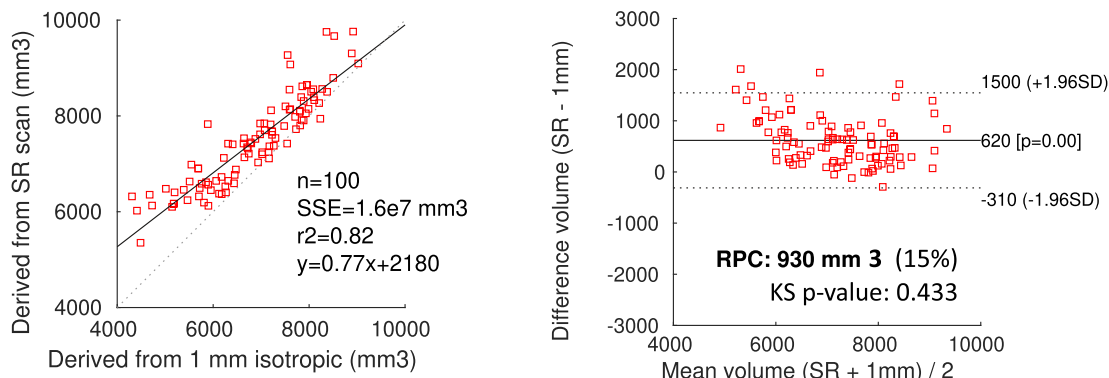 10000
8000
6000
4000
4000 6000 8000 10000
Derived from SR scan (mm3)
Derived from 1 mm isotropic (mm3)
n=100
SSE=1.6e7 mm3
r2=0.82
y=0.77x+2180
3000
2000
1000
0
-1000
-2000
-3000
4000 6000 8000 10000
Difference volume (SR - 1mm)
Mean volume (SR + 1mm) / 2
1500 (+1.96SD)
620 [p=0.00]
-310 (-1.96SD)
RPC: 930 mm 3 (15%)
KS p-value: 0.433